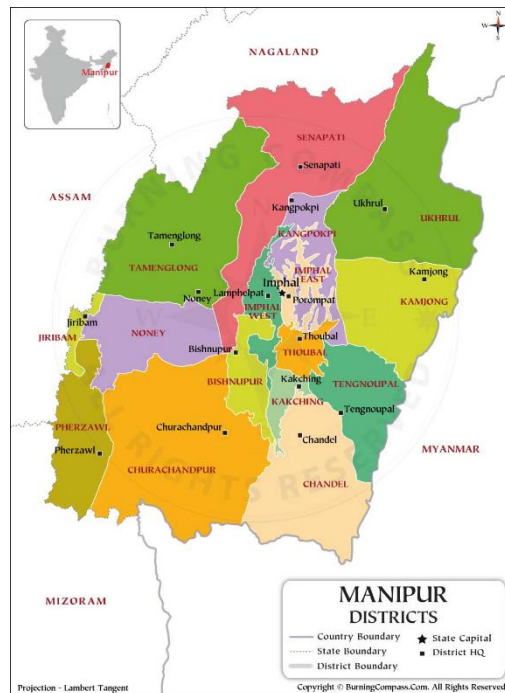 N
W
E
S
Manipur
NAGALAND
SENAPATI
Senapati
Kangpokpi
Ukhrul
ASSAM
KANGPOKPI
UKHRUL
Tamenglong
TAMENGLONG
IMPHAL
EAST
Imphal
Kamjong
Noney
Lamphelpat
Porompat
KAMJONG
IMPHAL
WEST
Jiribam
NONEY
JIRIBAM
Thoubal
THOUBAL
Bishnupur
BISHNUPUR
Kakching
TENGNOUPAL
KAKCHING
PHERZAWL
Tengnoupal
Churachandpur
Chandel
MYANMAR
Pherzawl
CHURACHANDPUR
CHANDEL
MIZORAM
MANIPUR
DISTRICTS
Country Boundary
State Capital
State Boundary
District HQ
District Boundary
Projection - Lambert Tangent
Copyright © BurningCompass.Com. All Rights Reserved